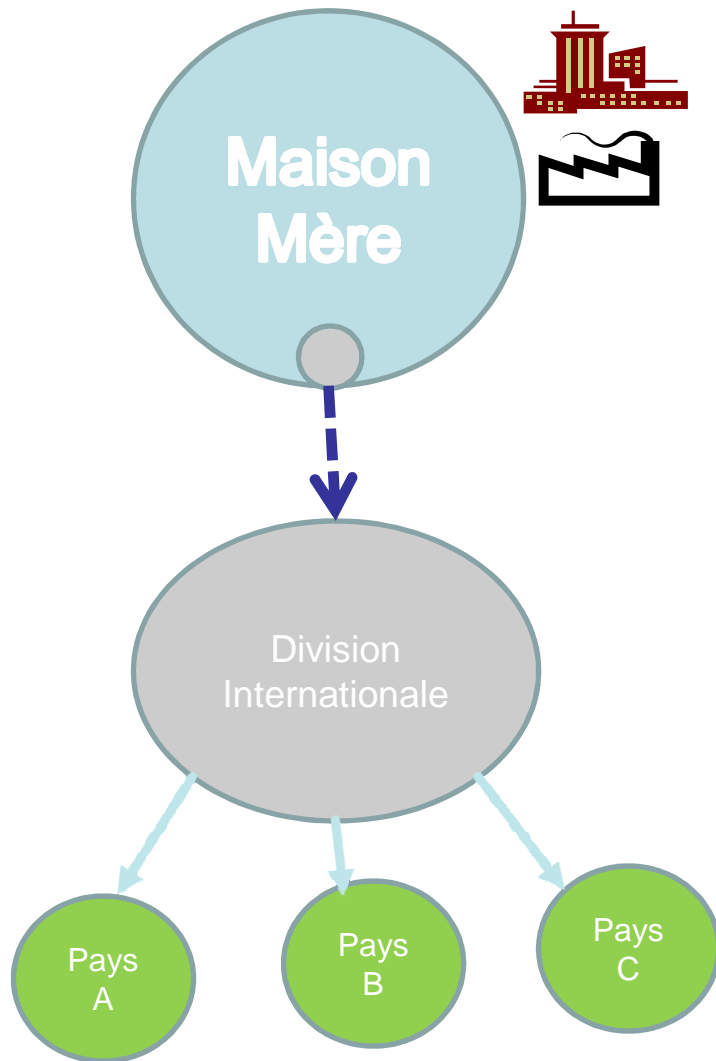 Maison
Mère
Division
Internationale
Pays
A
Pays
B
Pays
C